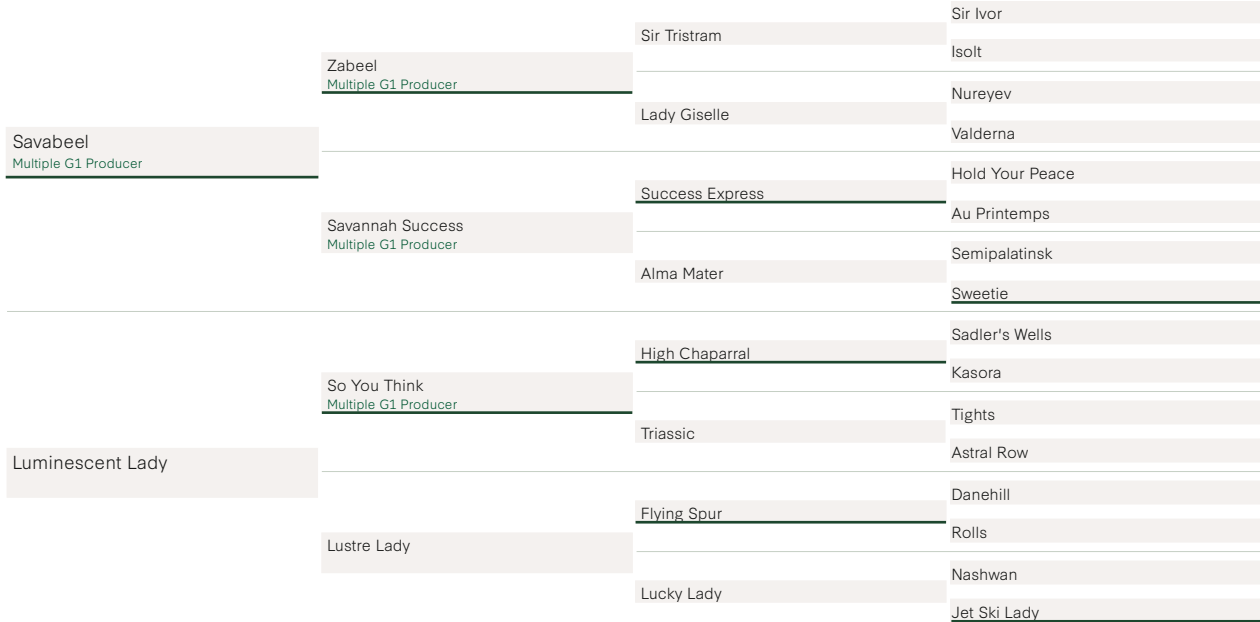 Savabeel
Multiple G1 Producer
Luminescent Lady
Zabeel
Multiple G1 Producer
Savannah Success
Multiple G1 Producer
So You Think
Multiple G1 Producer
Lustre Lady
Sir Tristram
Lady Giselle
Success Express
Alma Mater
High Chaparral
Triassic
Flying Spur
Lucky Lady
Sir Ivor
Isolt
Nureyev
Valderna
Hold Your Peace
Au Printemps
Semipalatinsk
Sweetie
Sadler's Wells
Kasora
Tights
Astral Row
Danehill
Rolls
Nashwan
Jet Ski Lady